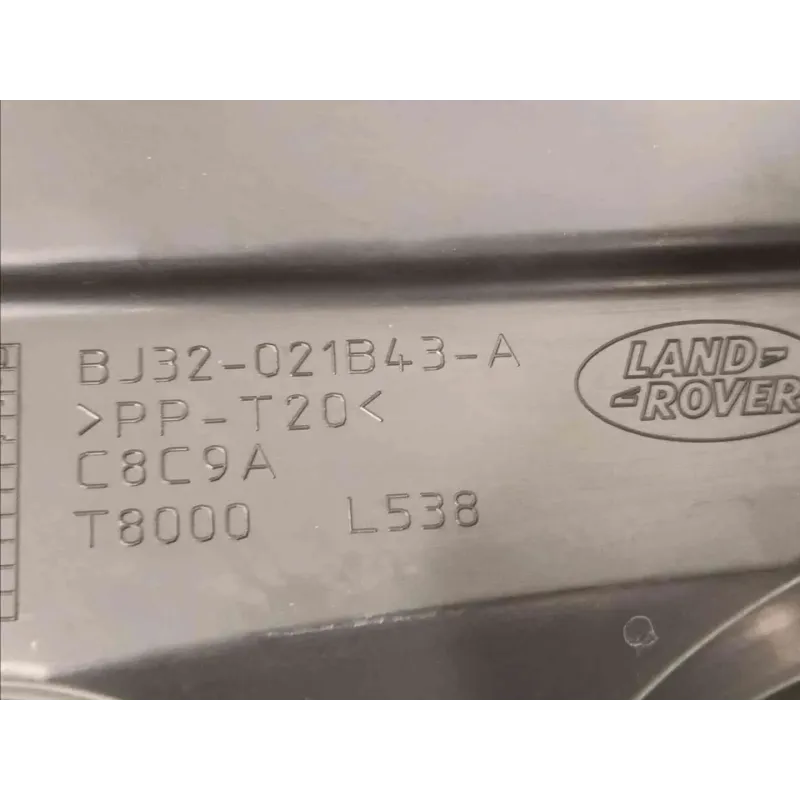 BJ32-021B43-A
>PP-T20<
C8C9A
T8000 L538
LAND
ROVER